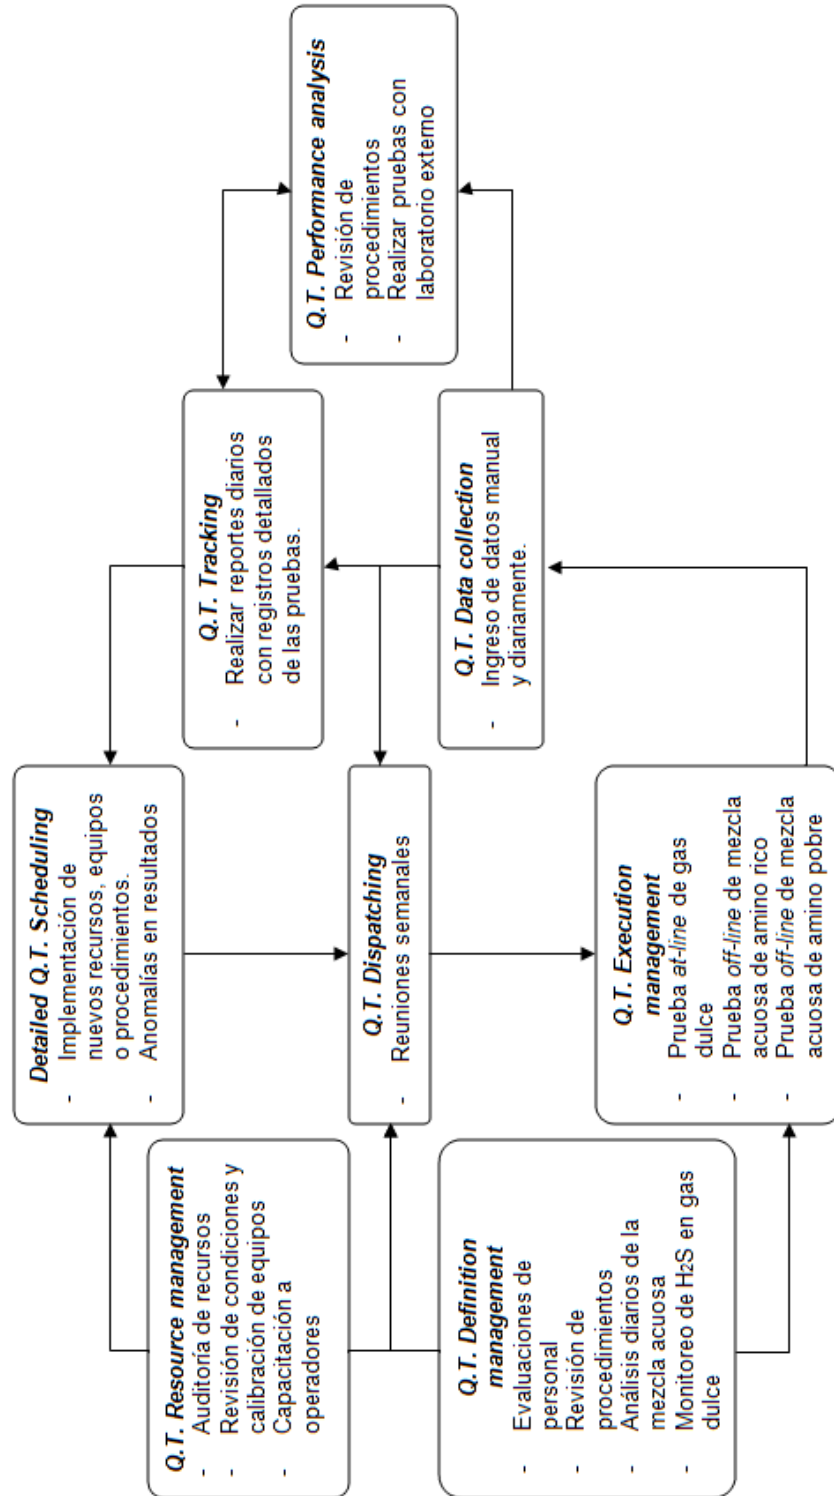 Detailed Q.T. Scheduling
- Implementación de
nuevos recursos, equipos
o procedimientos.
- Anomalías en resultados
Q.T. Resource management
- Auditoría de recursos
- Revisión de condiciones y
calibración de equipos
- Capacitación a
operadores
Q.T. Tracking
- Realizar reportes diarios
con registros detallados
de las pruebas.
Q.T. Performance analysis
- Revisión de
procedimientos
- Realizar pruebas con
laboratorio externo
Q.T. Dispatching
- Reuniones semanales
Q.T. Definition
management
- Evaluaciones de
personal
- Revisión de
procedimientos
- Análisis diarios de la
mezcla acuosa
- Monitoreo de H2S en gas
dulce
Q.T. Data collection
- Ingreso de datos manual
y diariamente.
Q.T. Execution
management
- Prueba at-line de gas
dulce
- Prueba off-line de mezcla
acuosa de amino rico
- Prueba off-line de mezcla
acuosa de amino pobre